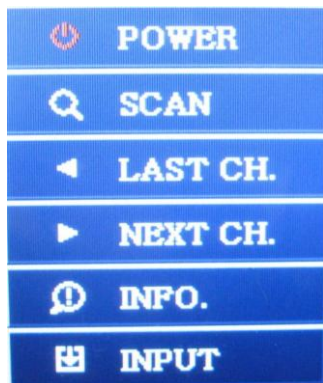 POWER
SCAN
LAST CH.
NEXT CH.
INFO.
INPUT